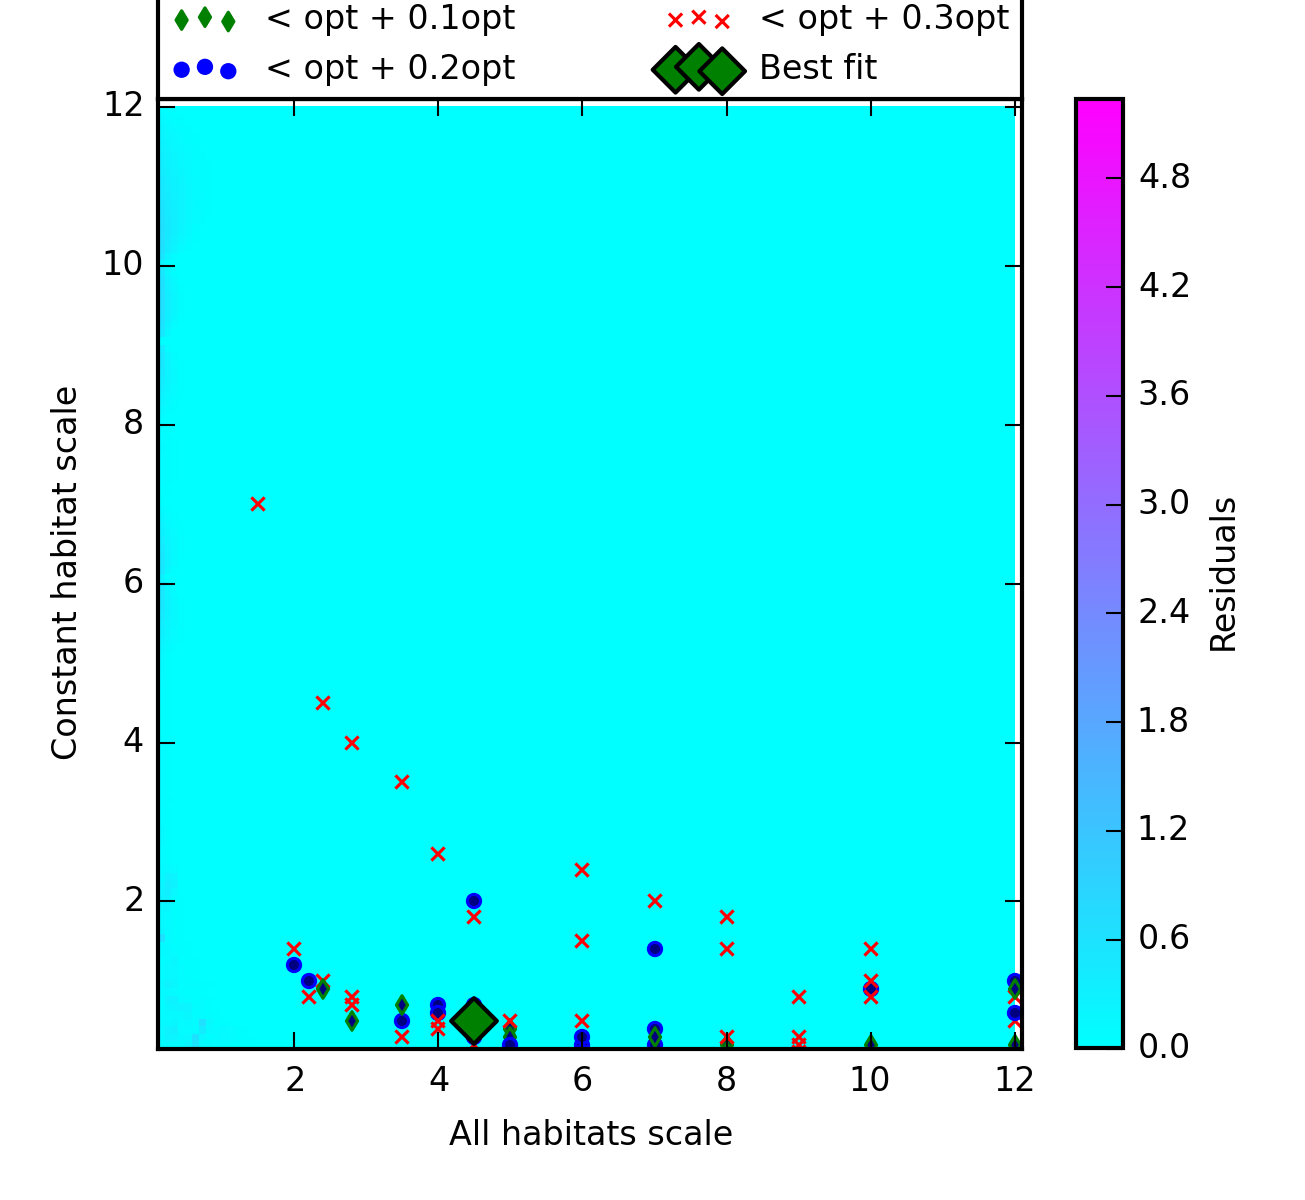 < opt + 0.1opt
< opt + 0.3opt
< opt + 0.2opt
Best fit
12
10
8
6
4
2
Constant habitat scale
2 4 6 8 10 12
All habitats scale
4.8
4.2
3.6
3.0
2.4
1.8
1.2
0.6
0.0
Residuals